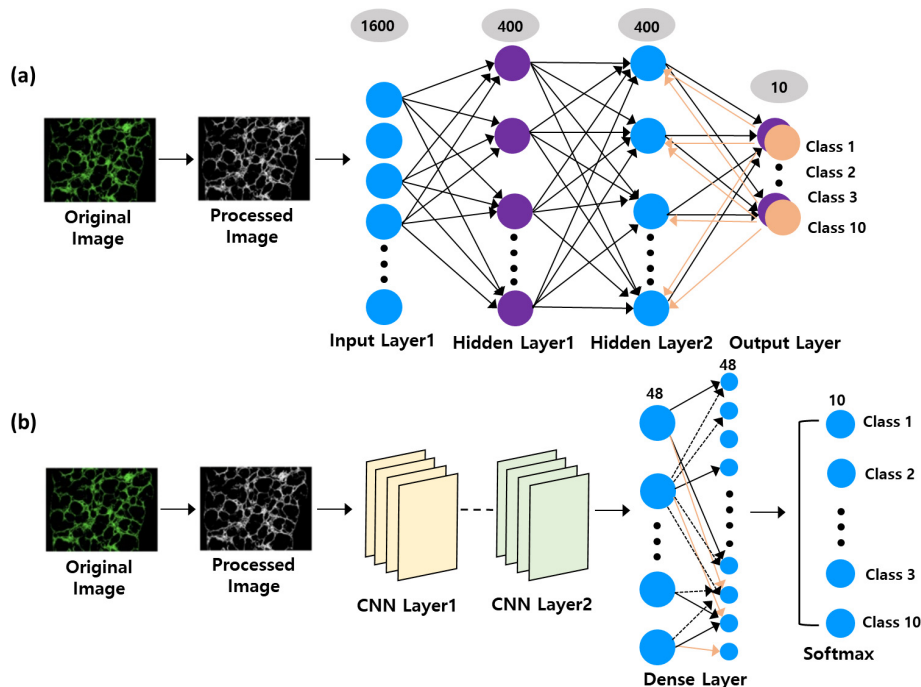 (a)
1600
400
400
10
Original
Image
Processed
Image
Class 1
Class 2
Class 3
Class 10
Input Layer1
Hidden Layer1
Hidden Layer2
Output Layer
(b)
48
48
10
Original
Image
Processed
Image
CNN Layer1
CNN Layer2
Dense Layer
Class 1
Class 2
Class 3
Class 10
Softmax